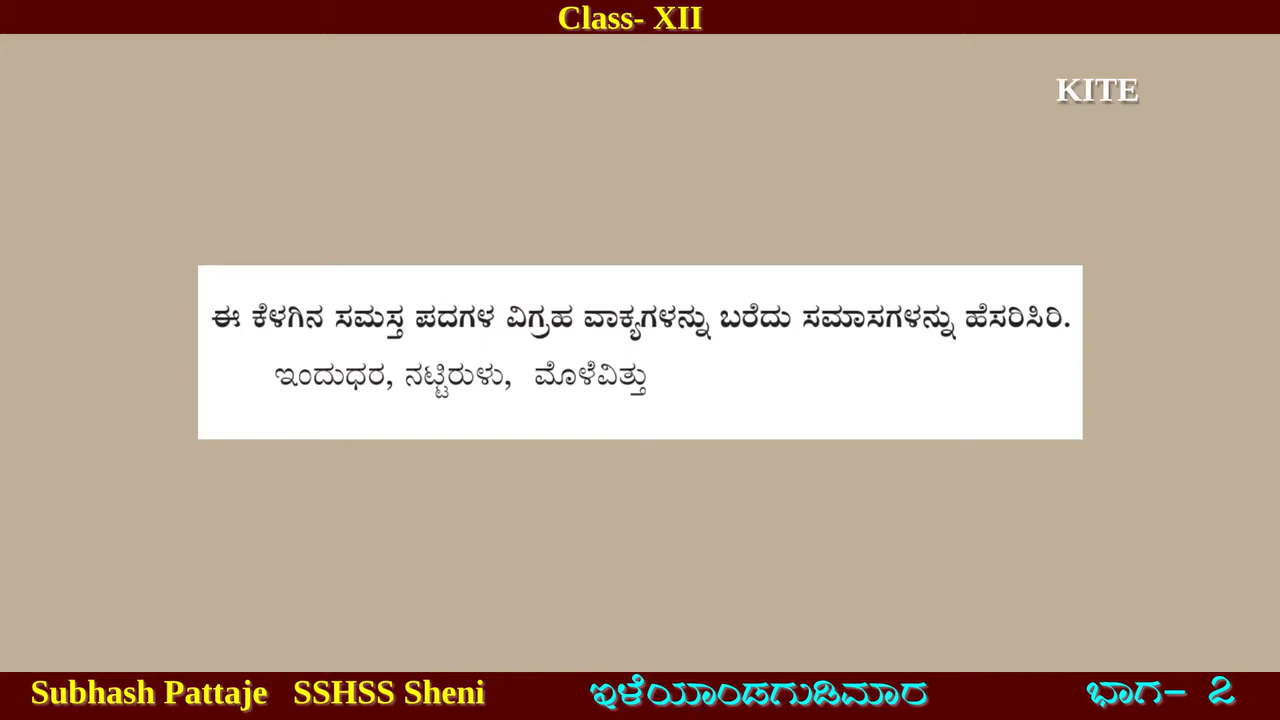 Class- XII
KITE
ಈ ಕೆಳಗಿನ ಸಮಸ್ತ ಪದಗಳ ವಿಗ್ರಹ ವಾಕ್ಯಗಳನ್ನು ಬರೆದು ಸಮಾಸಗಳನ್ನು ಹೆಸರಿಸಿರಿ.
ಇಂದುಧರ, ನಟ್ಟಿರುಳು, ಮೊಳೆವಿತ್ತು
Subhash Pattaje SSHSS Sheni ಇಳೆಯಾಂಡಗುಡಿಮಾರ ಭಾಗ- ೨